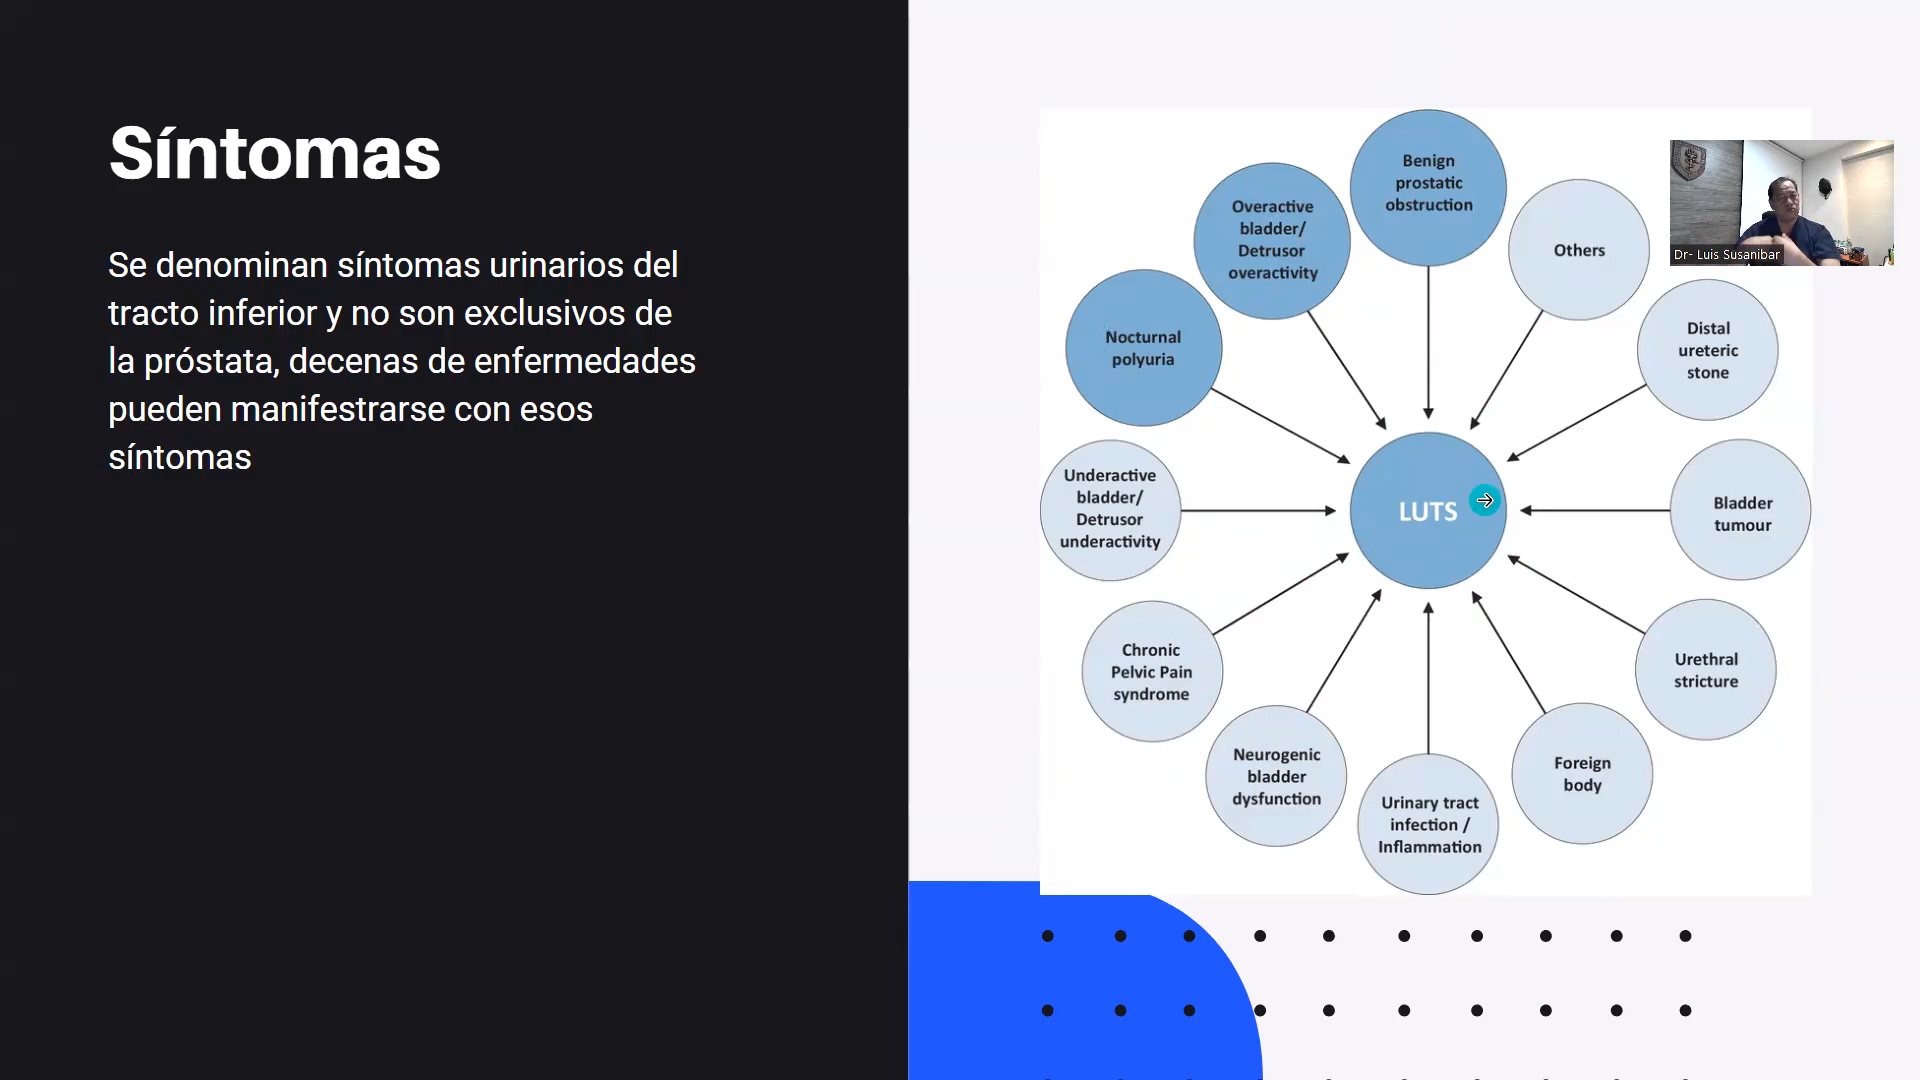 Síntomas
Se denominan síntomas urinarios del
tracto inferior y no son exclusivos de
la próstata, decenas de enfermedades
pueden manifestrarse con esos
síntomas
Benign
prostatic
obstruction
Overactive
bladder/
Detrusor
overactivity
Others
Dr- Luis Susanibar
Nocturnal
polyuria
Distal
ureteric
stone
Underactive
bladder/
Detrusor
underactivity
LUTS
Bladder
tumour
Chronic
Pelvic Pain
syndrome
Urethral
stricture
Neurogenic
bladder
dysfunction
Urinary tract
infection /
Inflammation
Foreign
body